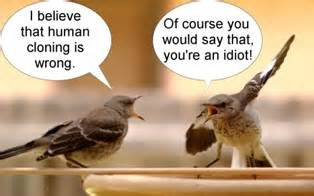 I believe
that human
cloning is
wrong.
Of course you
would say that,
you're an idiot!